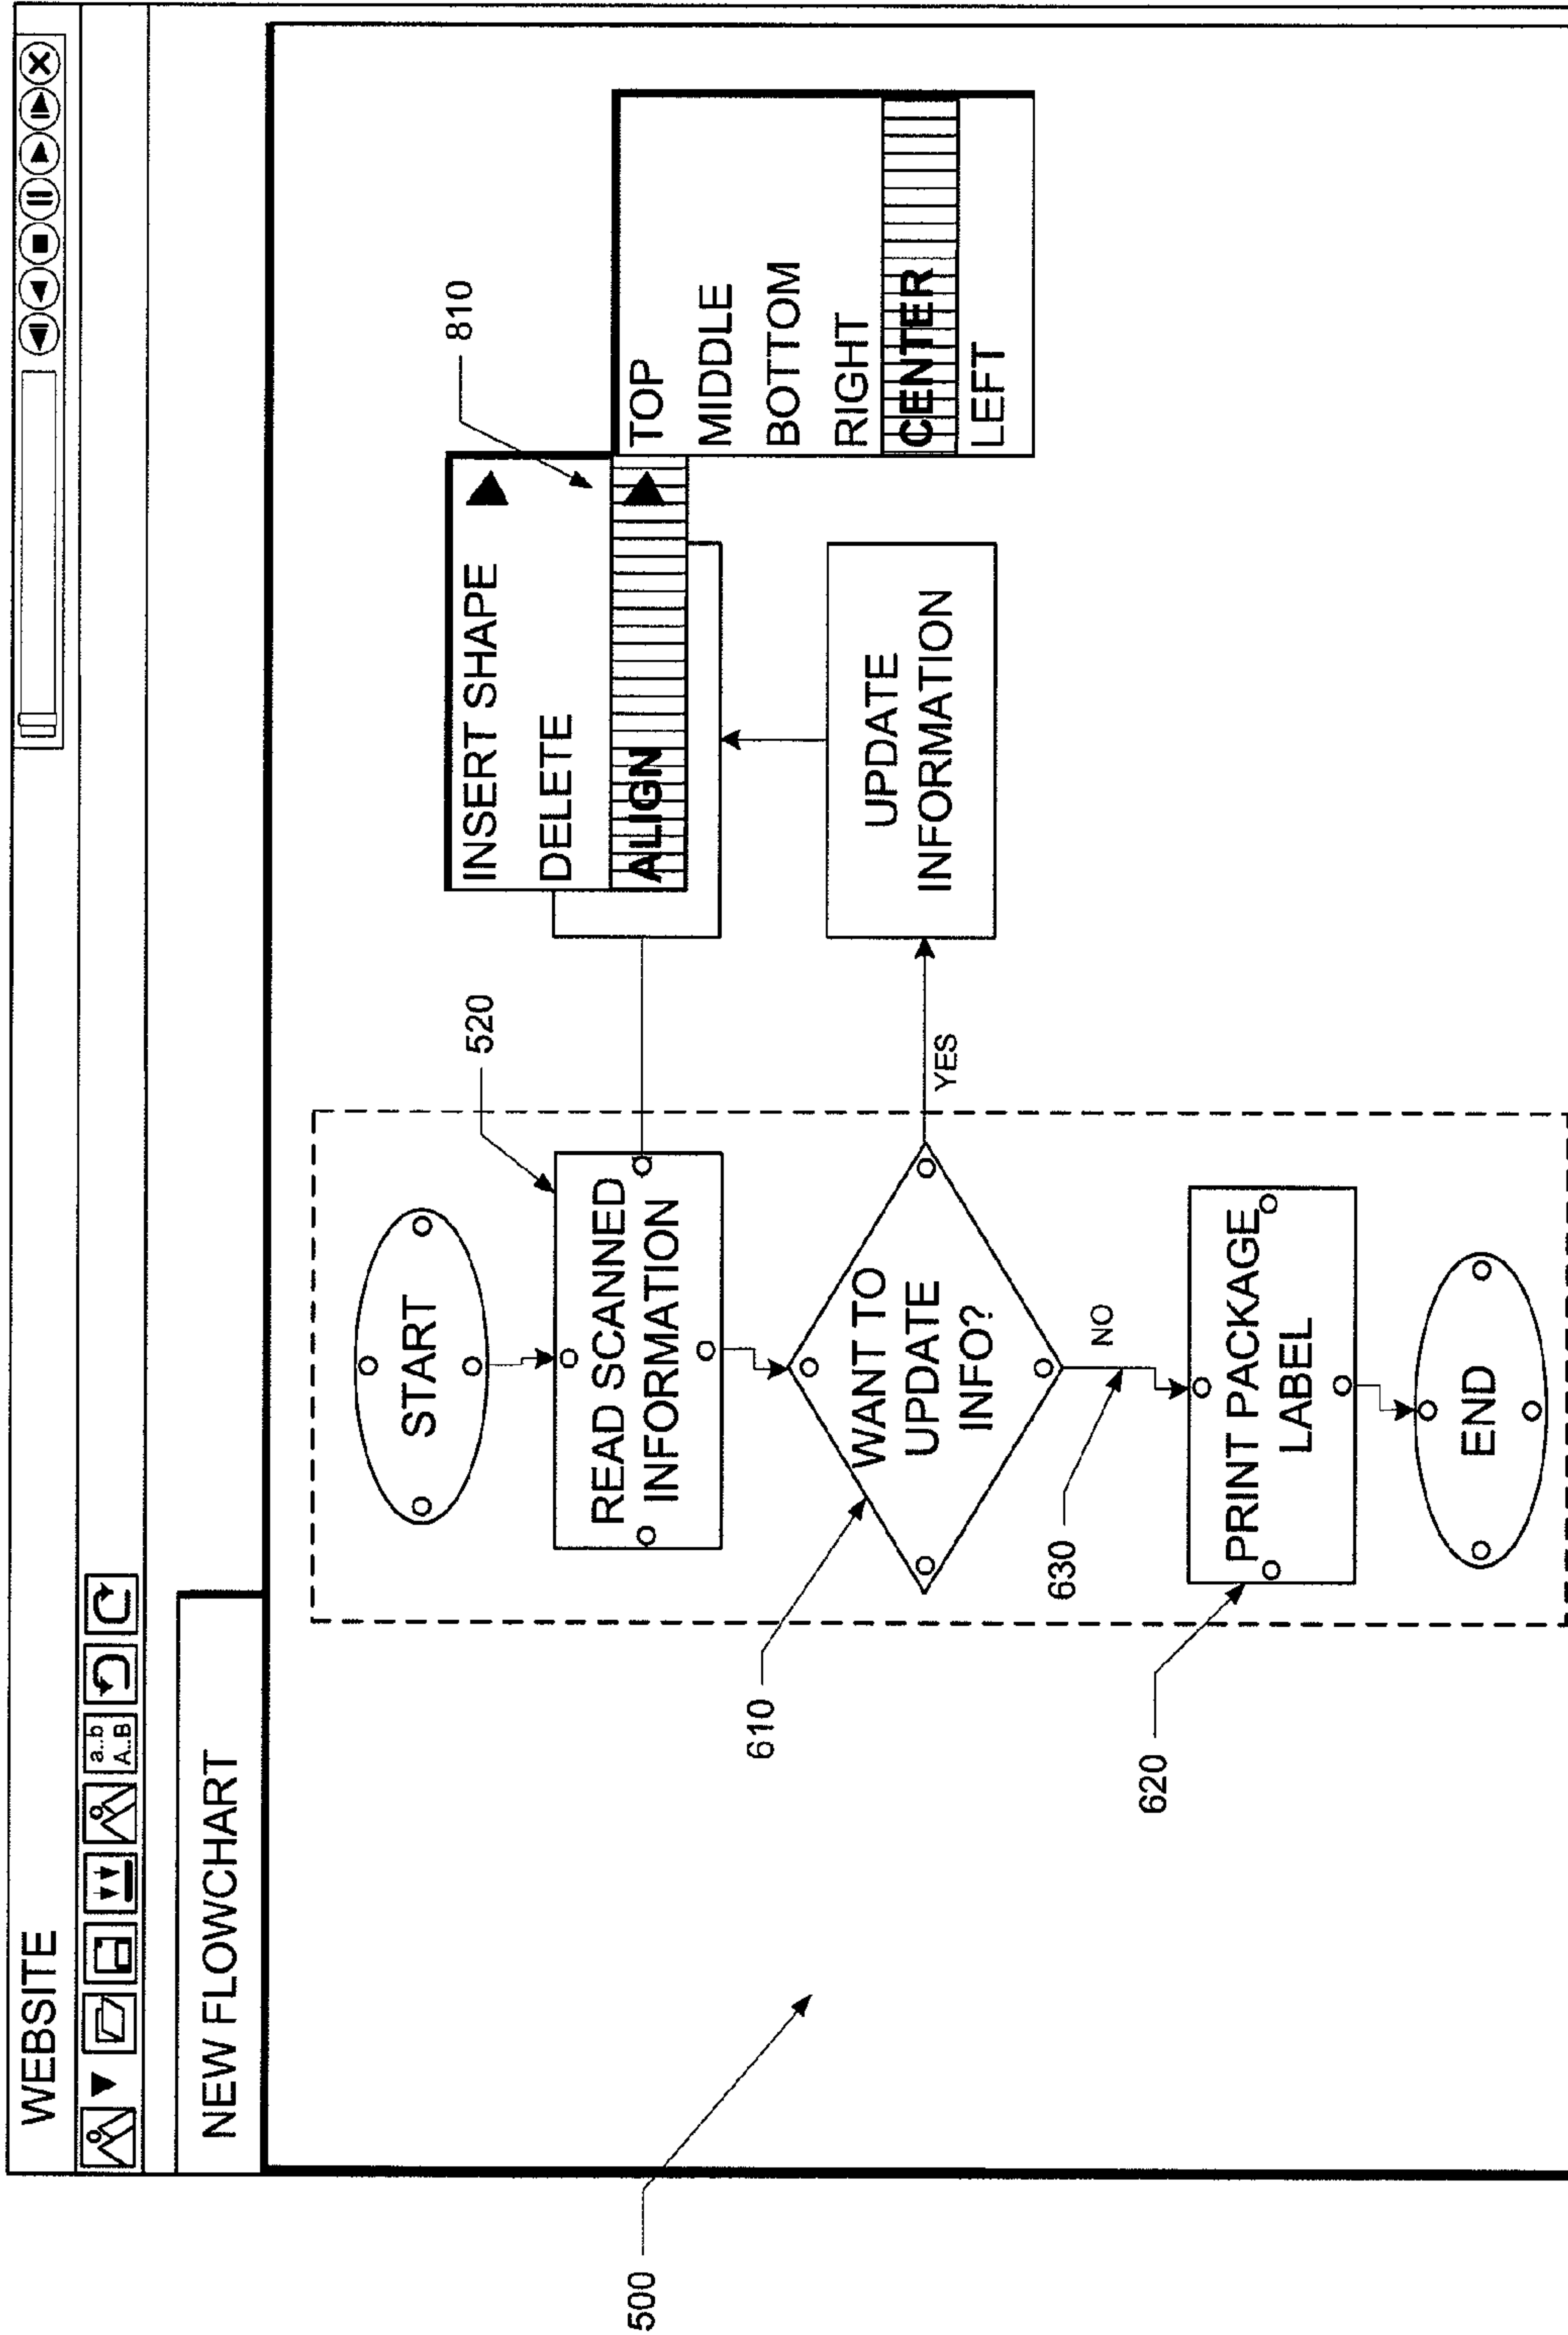 WEBSITE
a..b
A..B
NEW FLOWCHART
500
START
520
READ SCANNED
INFORMATION
610
WANT TO
UPDATE
INFO?
YES
630
NO
620
PRINT PACKAGE
LABEL
END
INSERT SHAPE
DELETE
ALIGN
810
TOP
MIDDLE
BOTTOM
RIGHT
CENTER
LEFT
UPDATE
INFORMATION